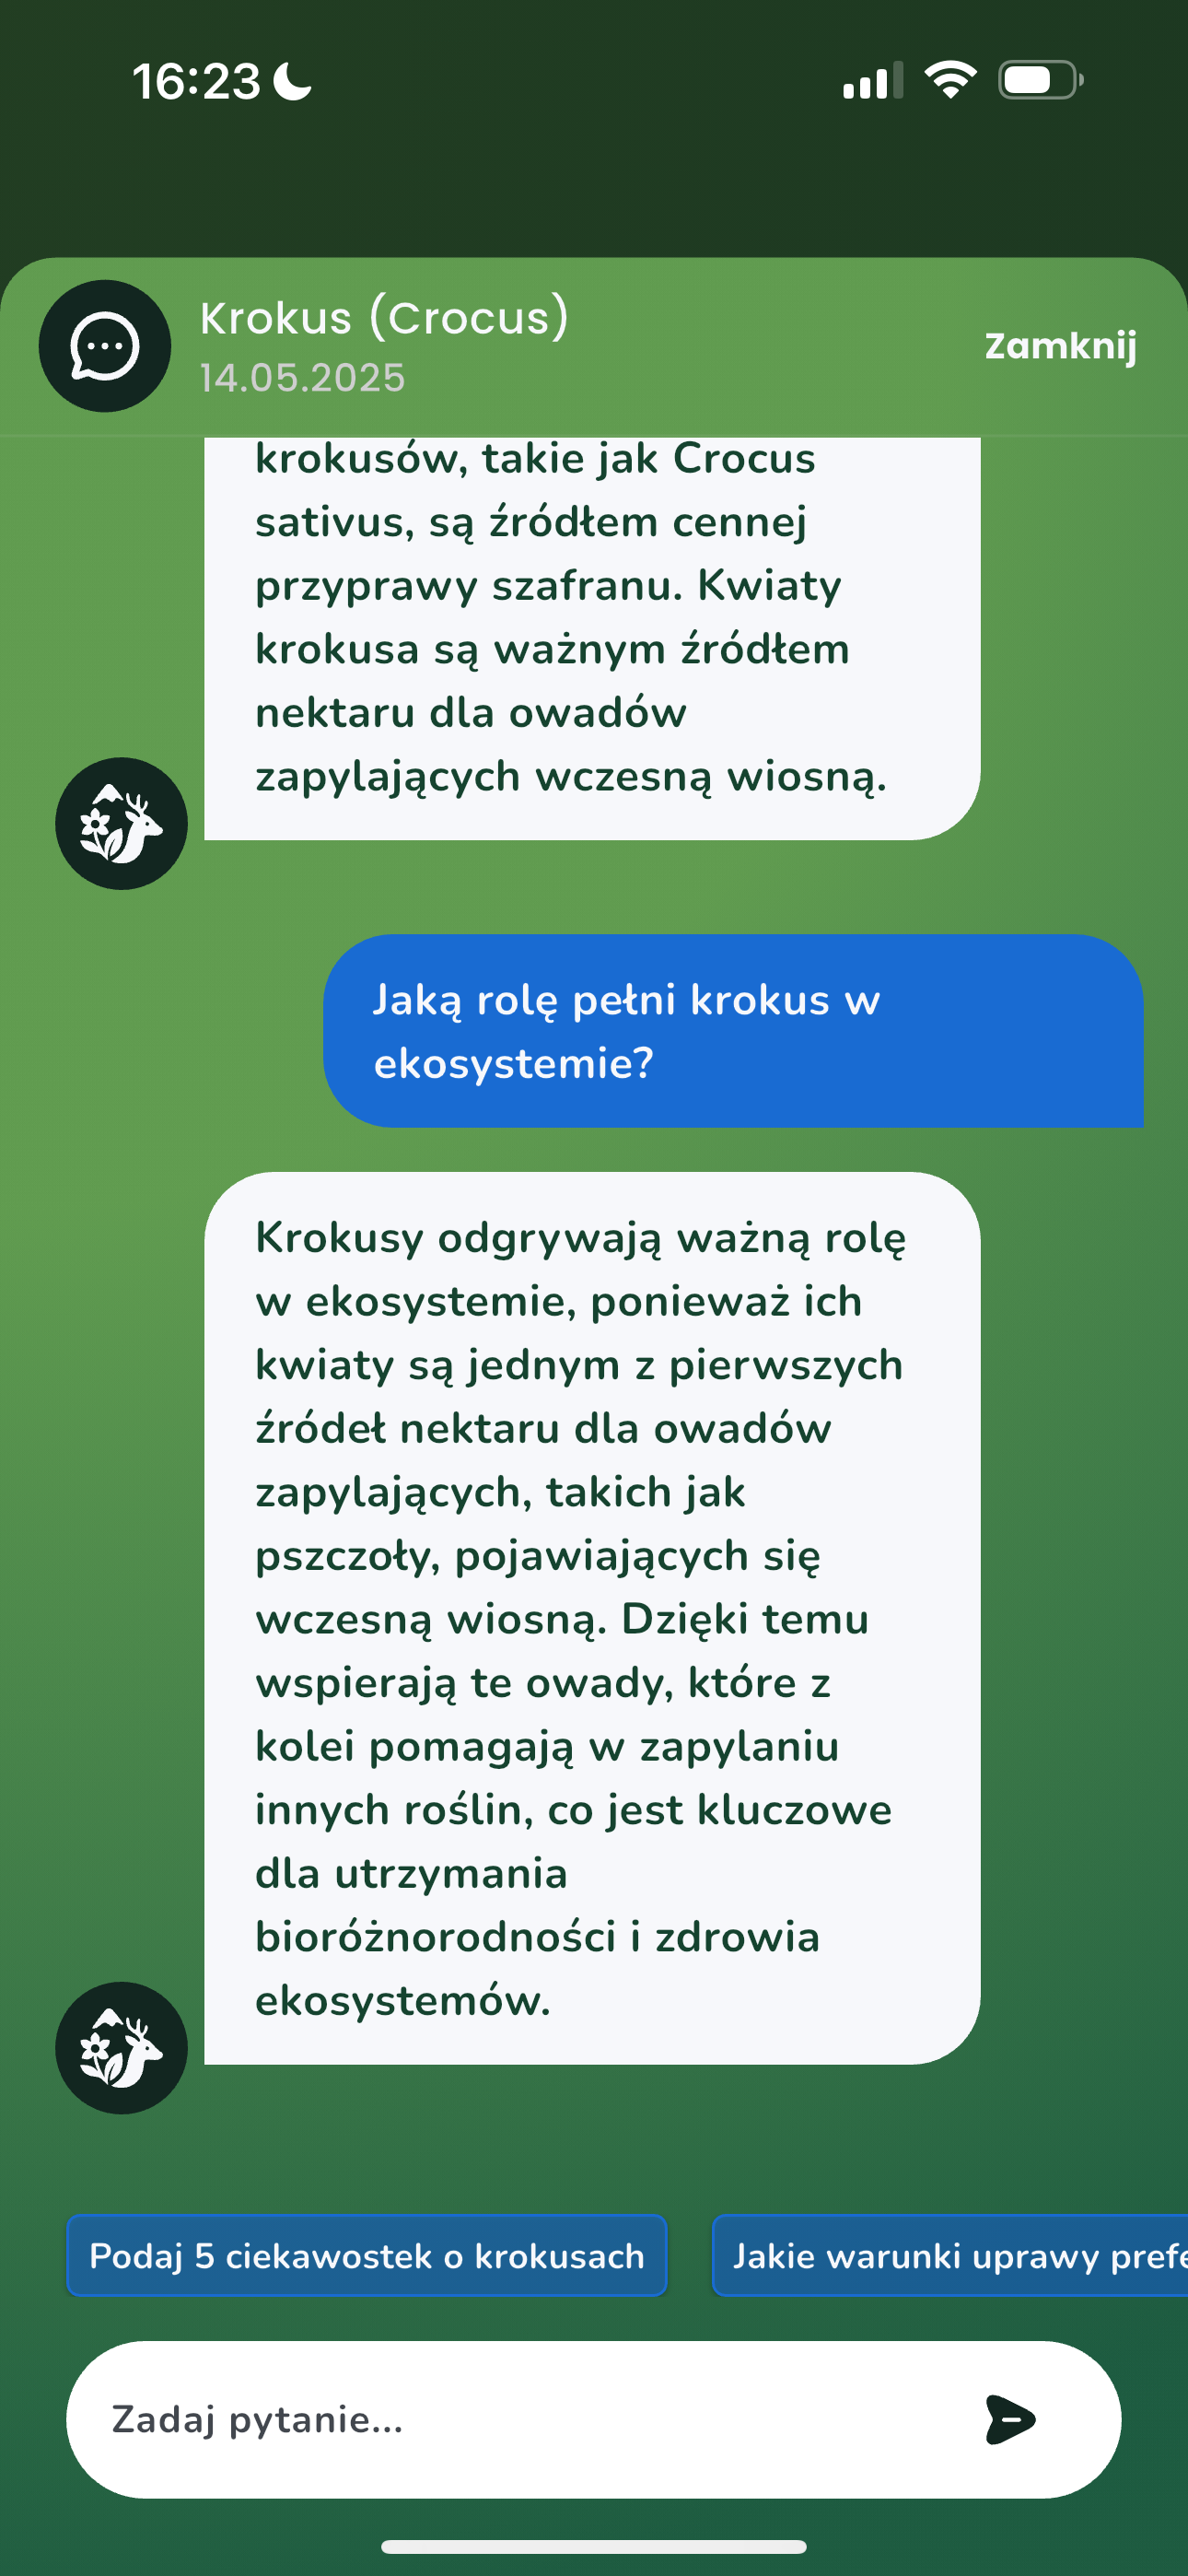 16:23
Krokus (Crocus)
14.05.2025
Zamknij
krokusów, takie jak Crocus
sativus, są źródłem cennej
przyprawy szafranu. Kwiaty
krokusa są ważnym źródłem
nektaru dla owadów
zapylających wczesną wiosną.
Jaką rolę pełni krokus w
ekosystemie?
Krokusy odgrywają ważną rolę
w ekosystemie, ponieważ ich
kwiaty są jednym z pierwszych
źródeł nektaru dla owadów
zapylających, takich jak
pszczoły, pojawiających się
wczesną wiosną. Dzięki temu
wspierają te owady, które z
kolei pomagają w zapylaniu
innych roślin, co jest kluczowe
dla utrzymania
bioróżnorodności i zdrowia
ekosystemów.
Podaj 5 ciekawostek o krokusach
Jakie warunki uprawy
Zadaj pytanie...